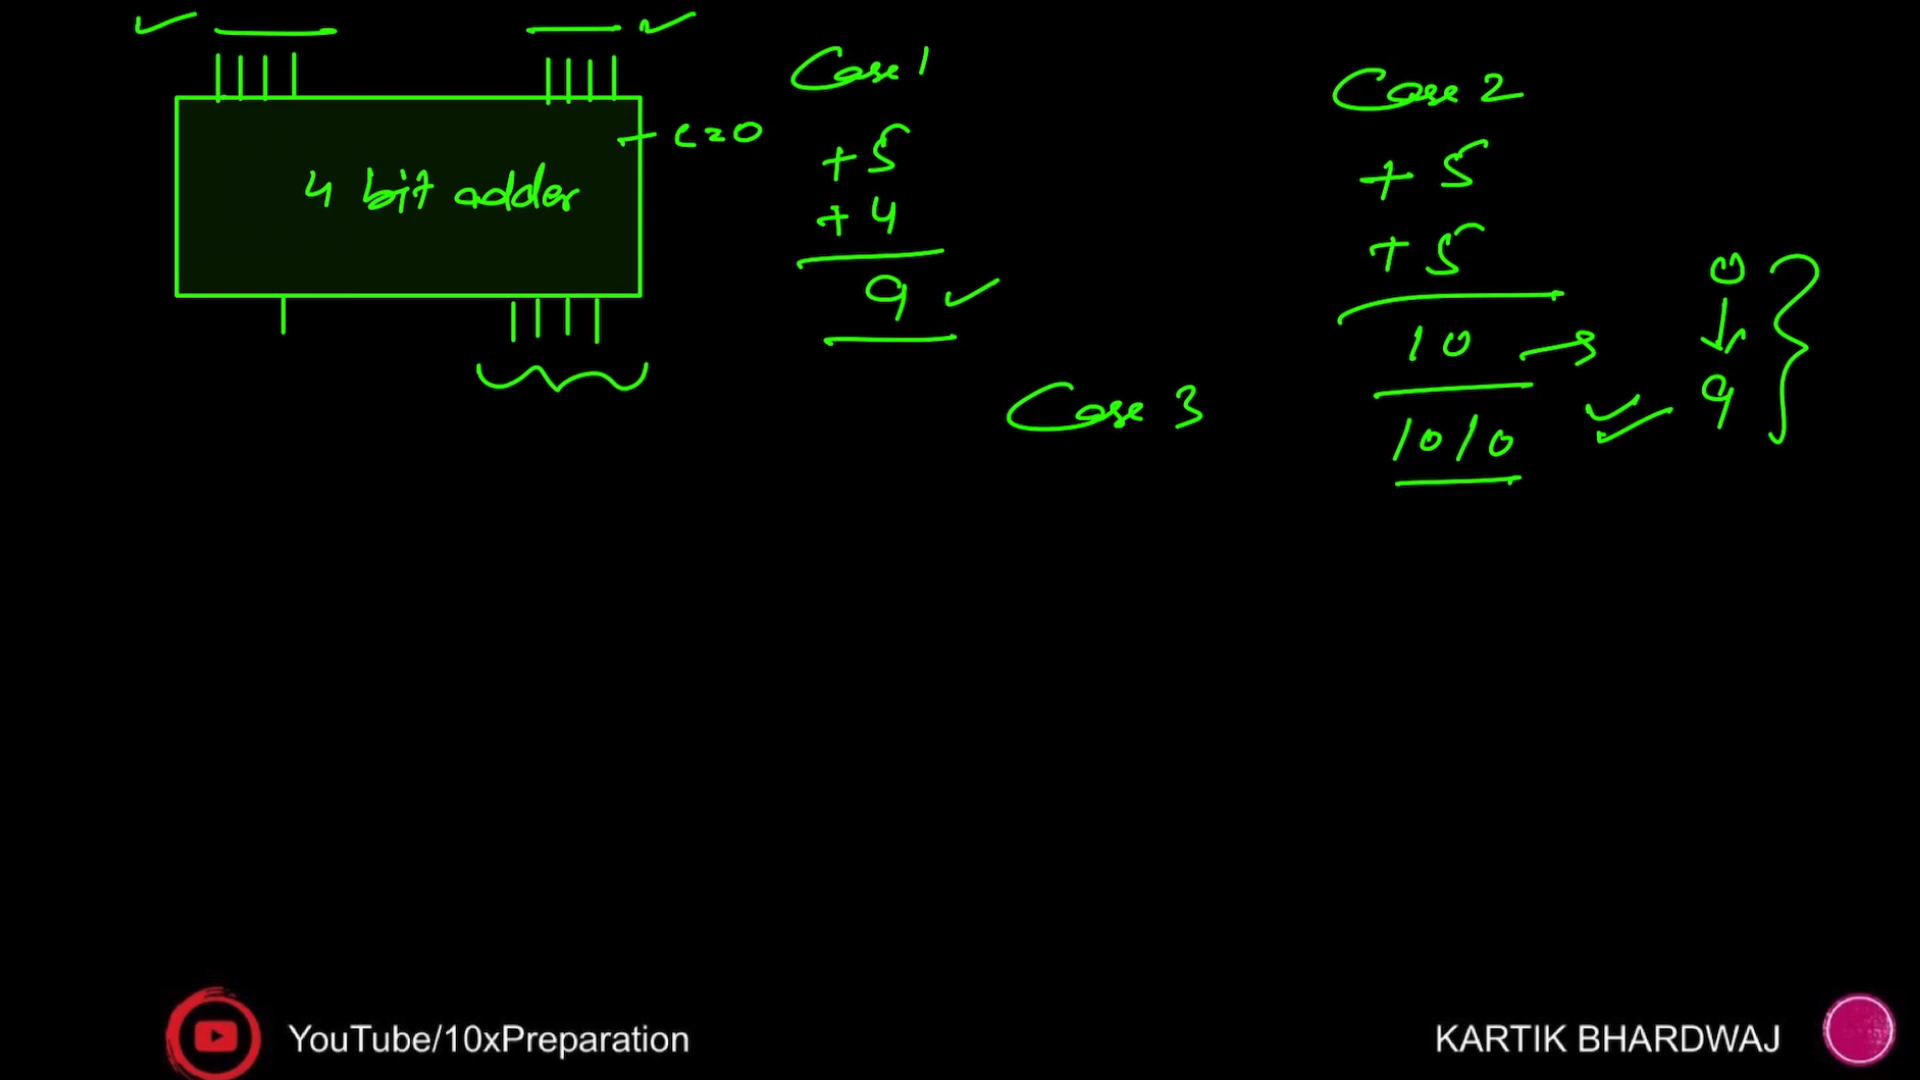 4 bit adder
c=0
Case 1
+5
+4
9
Case 2
+5
+5
10 →
1010
0
↓
9
Case 3
YouTube/10xPreparation
KARTIK BHARDWAJ